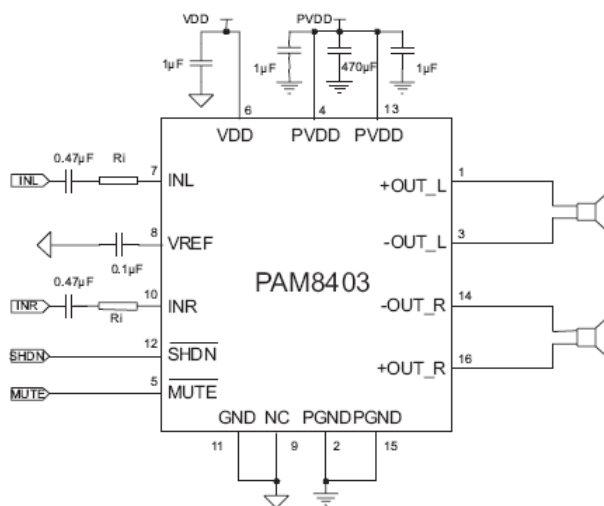 VDD
PVDD
1µF
1µF
470µF
1µF
6
4
13
VDD
PVDD
PVDD
0.47µF
Ri
INL
7
INL
1
+OUT_L
8
VREF
3
-OUT_L
0.1µF
0.47µF
PAM8403
INR
Ri
10
INR
14
-OUT_R
SHDN
12
SHDN
16
+OUT_R
MUTE
5
MUTE
GND
NC
PGND
PGND
11
9
2
15